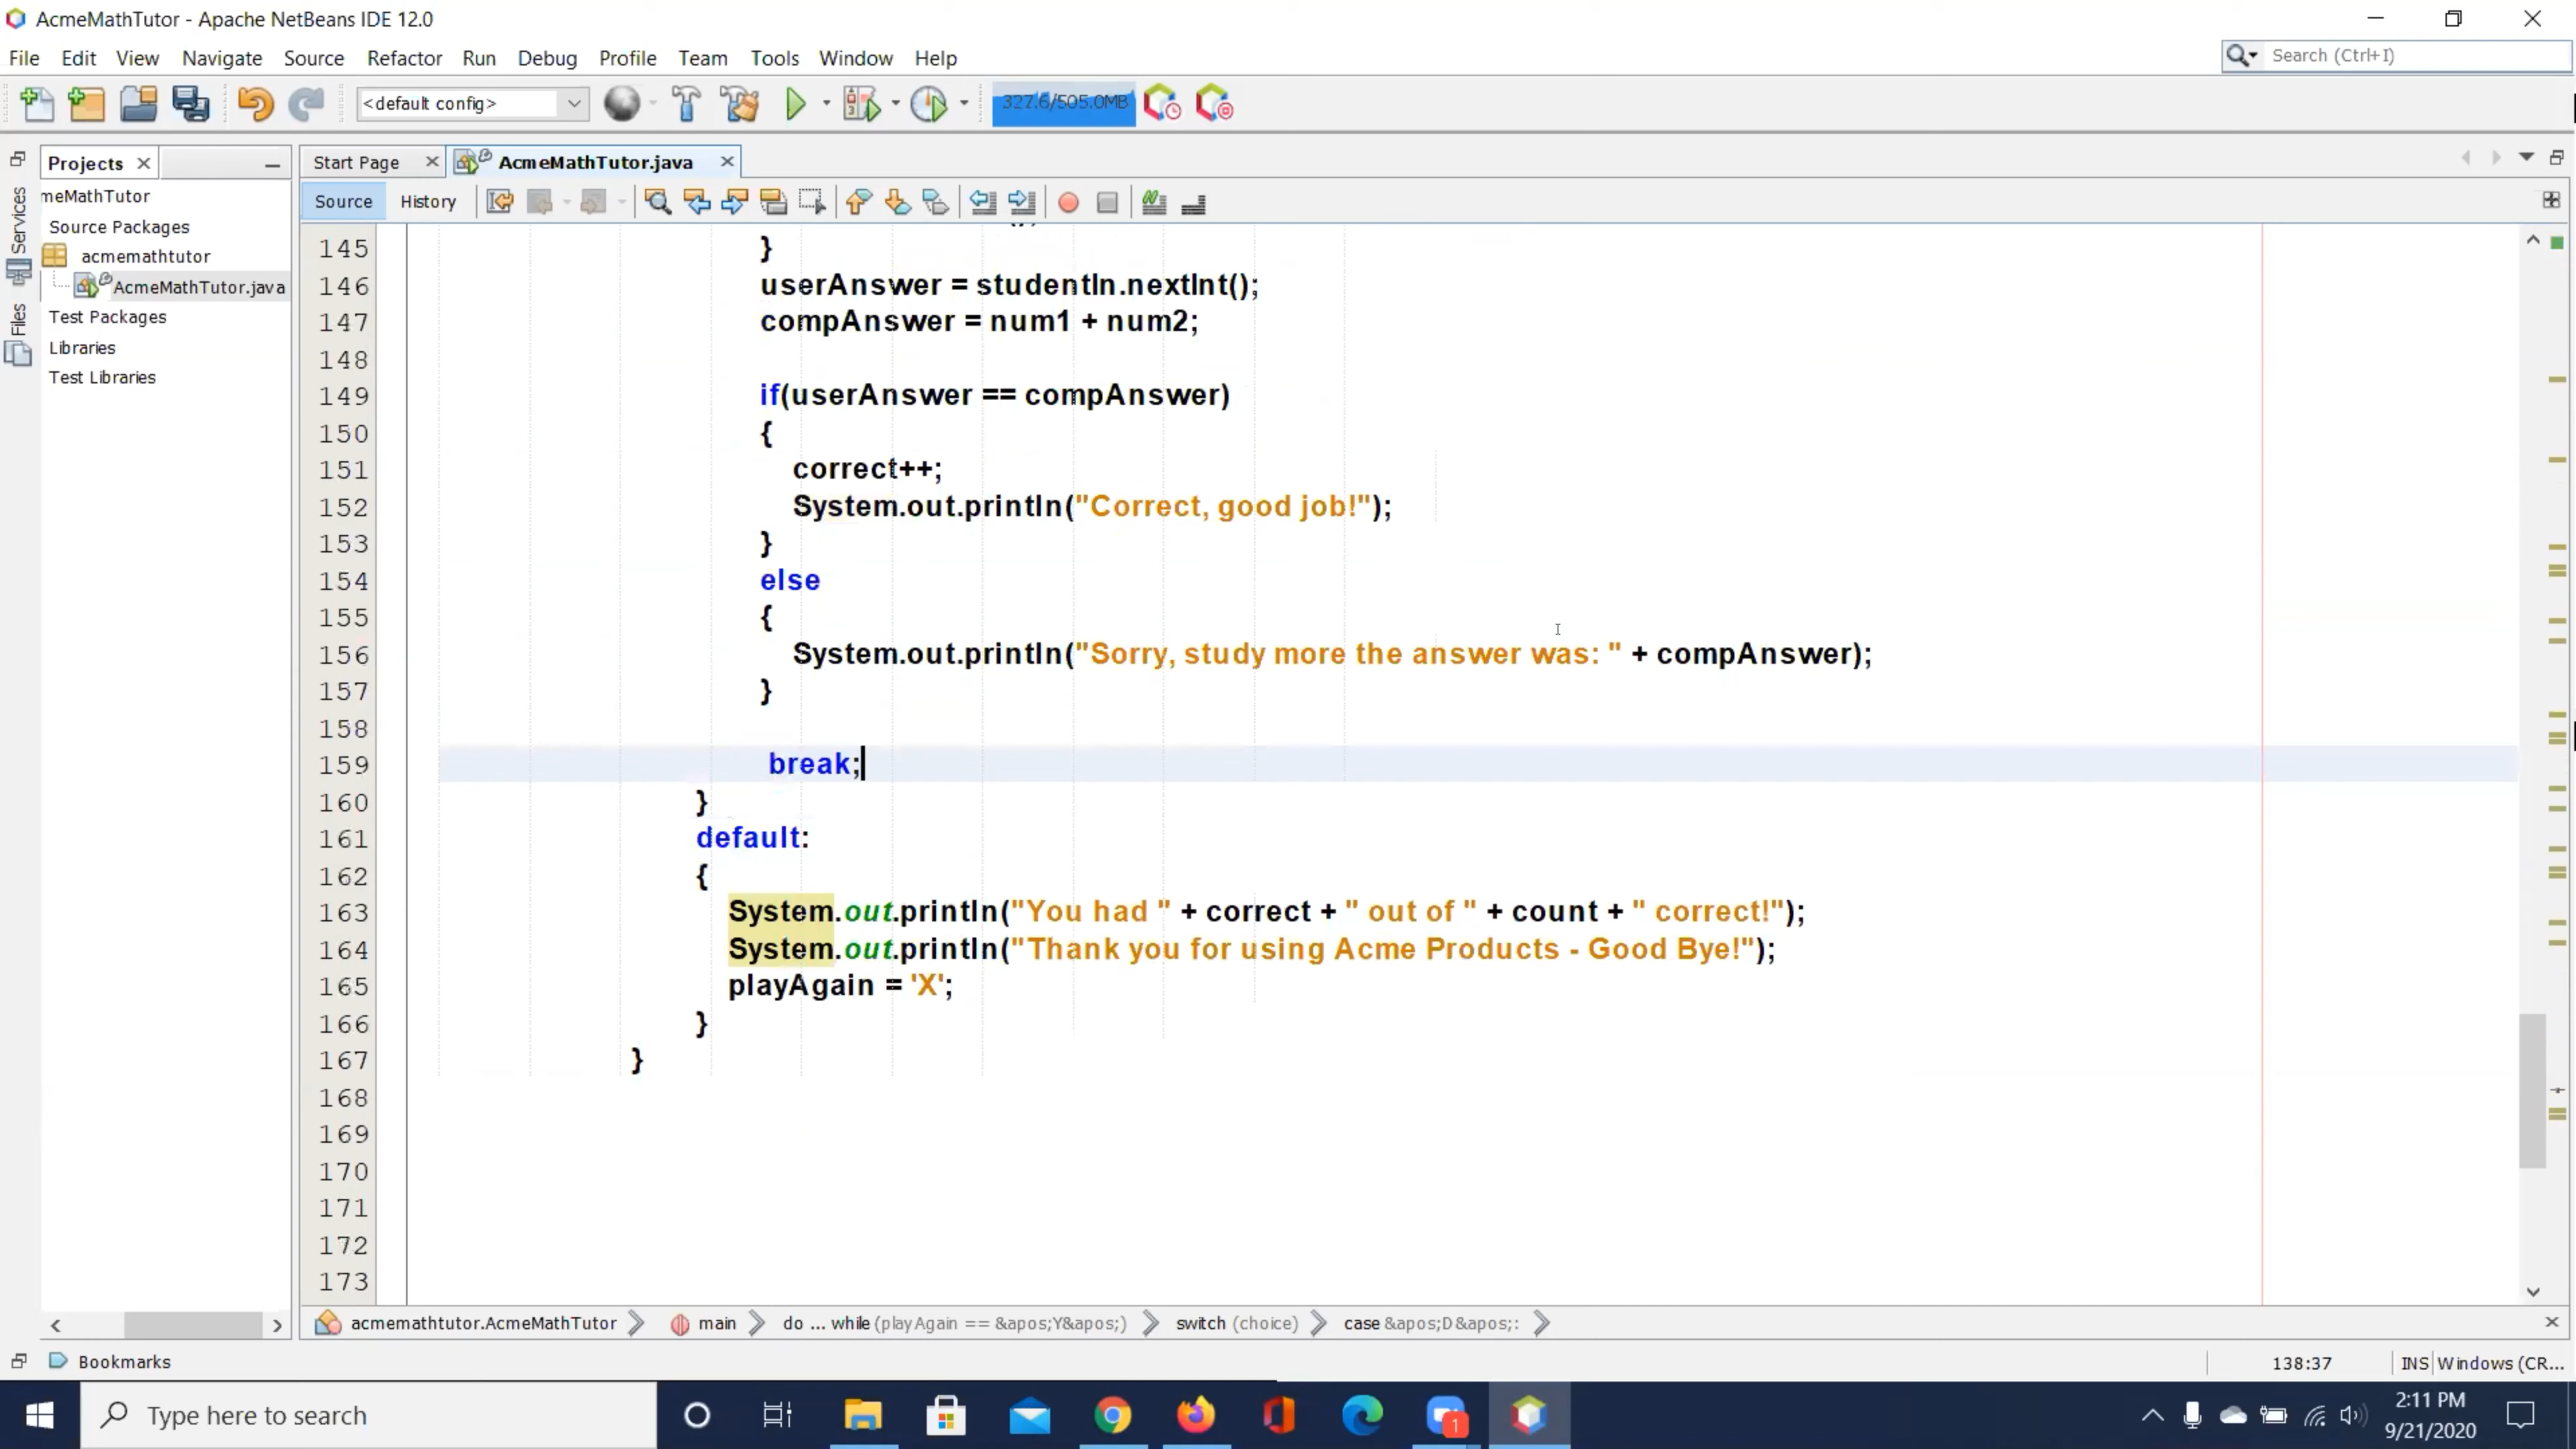 AcmeMathTutor - Apache NetBeans IDE 12.0
File Edit View Navigate Source Refactor Run Debug Profile Team Tools Window Help
Search (Ctrl+I)
<default config>
327.6/505.0MB
Projects
Start Page
AcmeMathTutor.java
Source History
Services
Files
meMathTutor
Source Packages
acmemathtutor
AcmeMathTutor.java
Test Packages
Libraries
Test Libraries
145 }
146 userAnswer = studentIn.nextInt();
147 compAnswer = num1 + num2;
148
149 if(userAnswer == compAnswer)
150 {
151 correct++;
152 System.out.println("Correct, good job!");
153 }
154 else
155 {
156 System.out.println("Sorry, study more the answer was: " + compAnswer);
157 }
158
159 break;
160 }
161 default:
162 {
163 System.out.println("You had " + correct + " out of " + count + " correct!");
164 System.out.println("Thank you for using Acme Products - Good Bye!");
165 playAgain = 'X';
166 }
167 }
168
169
170
171
172
173
acmemathtutor.AcmeMathTutor main do ... while (playAgain == &apos;Y&apos;) switch (choice) case &apos;D&apos;:
Bookmarks
138:37 INS Windows (CR...
Type here to search
1
2:11 PM
9/21/2020